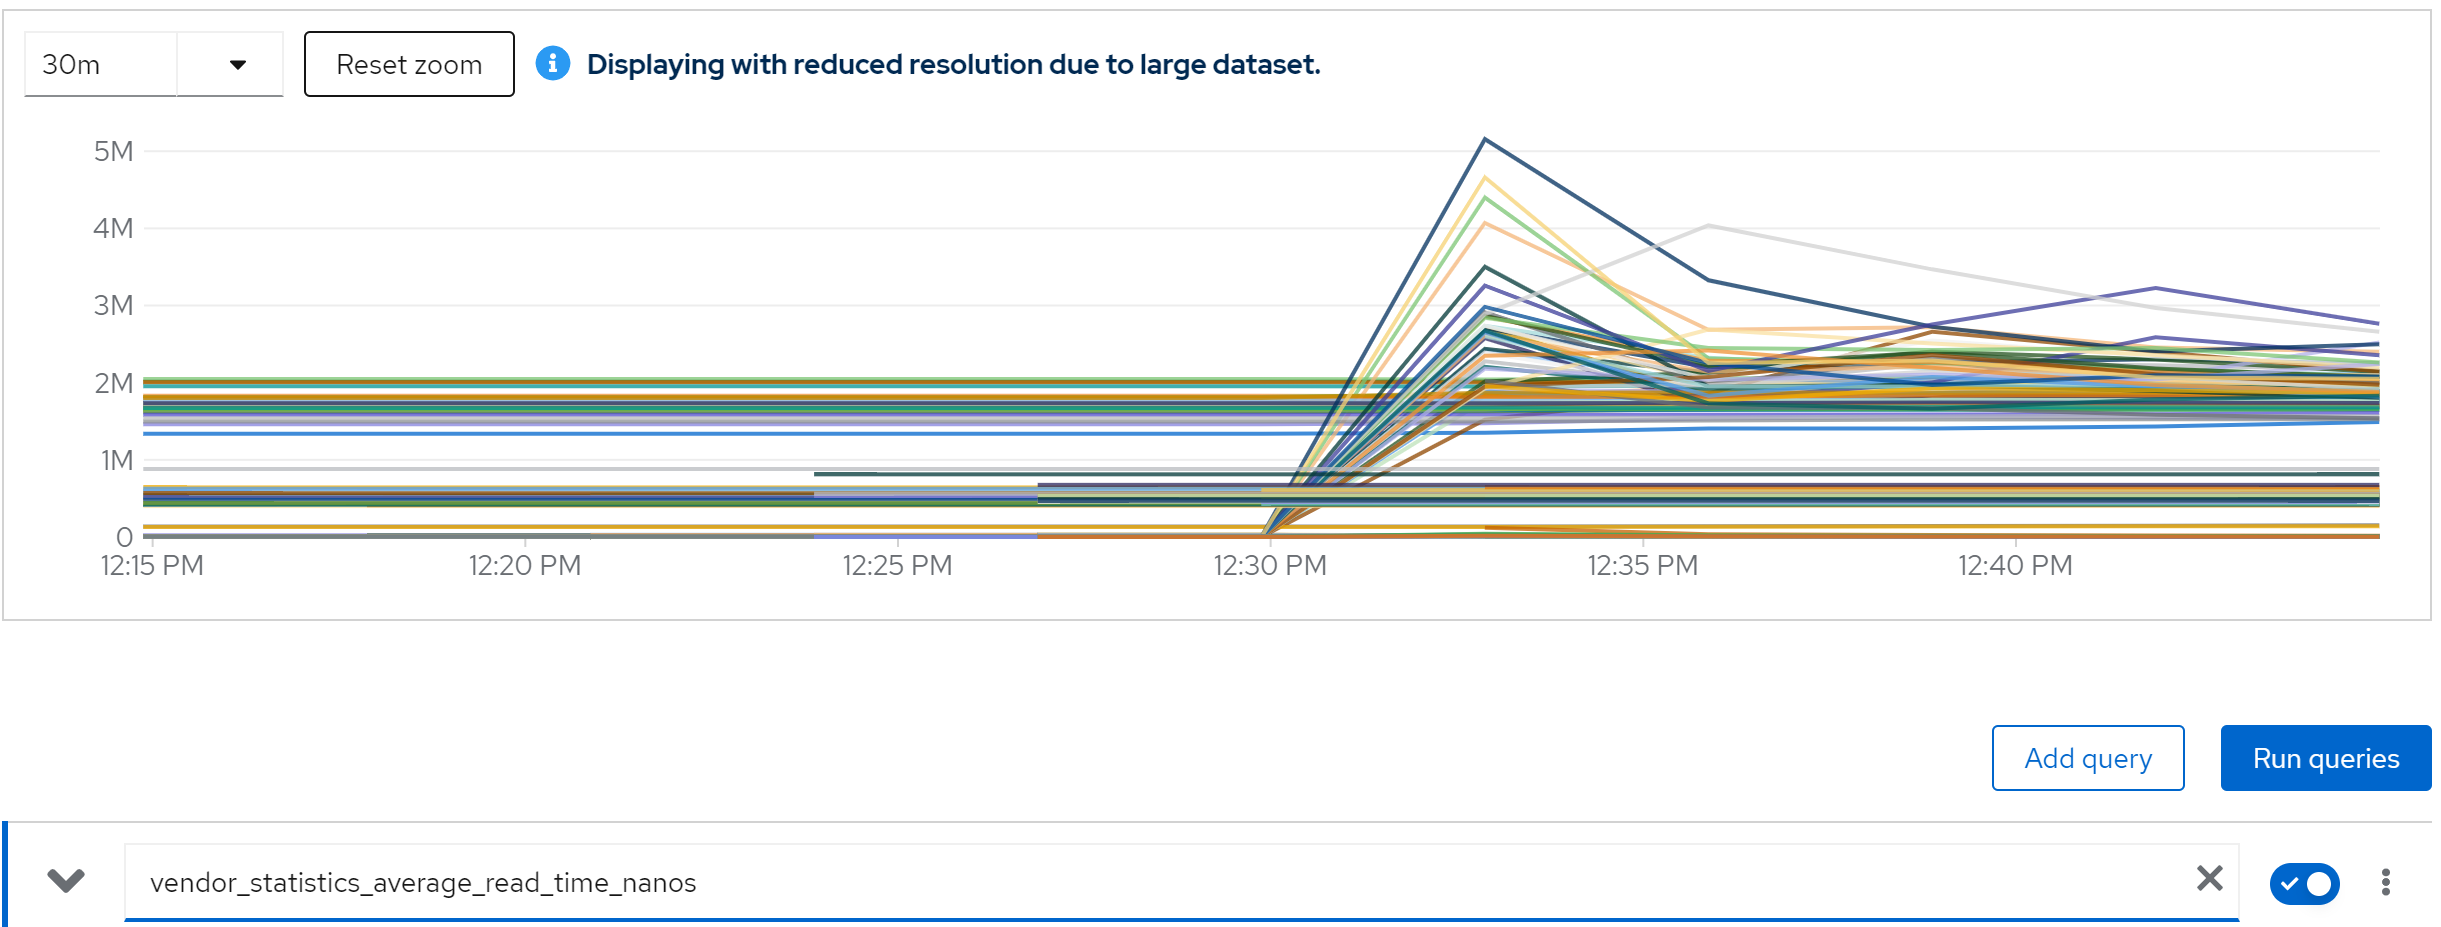 30m
Reset zoom
Displaying with reduced resolution due to large dataset.
5M
4M
3M
2M
1M
0
12:15 PM 12:20 PM 12:25 PM 12:30 PM 12:35 PM 12:40 PM
Add query
Run queries
vendor_statistics_average_read_time_nanos